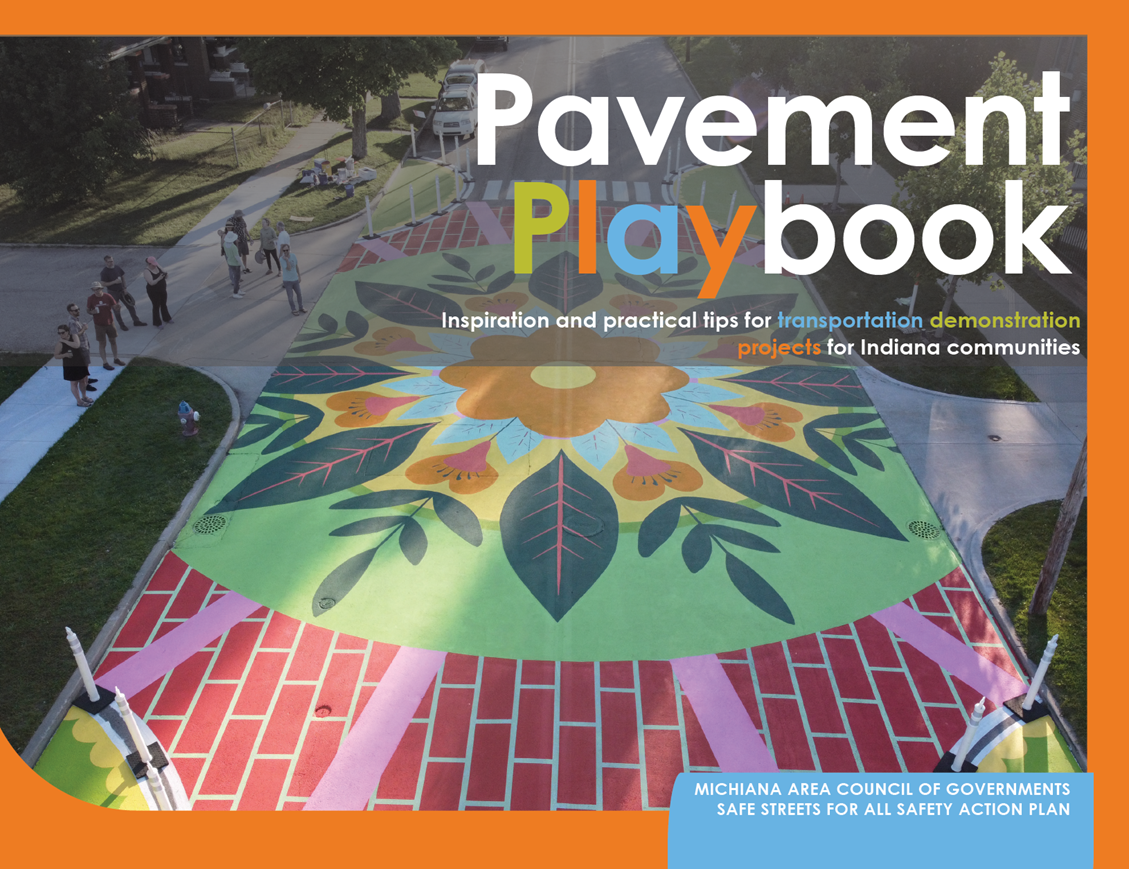 Pavement
Playbook
Inspiration and practical tips for transportation demonstration
projects for Indiana communities
MICHIANA AREA COUNCIL OF GOVERNMENTS
SAFE STREETS FOR ALL SAFETY ACTION PLAN